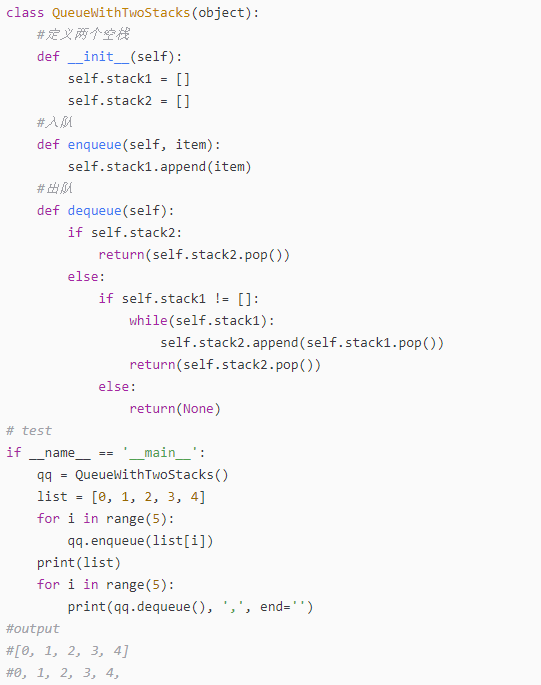 class QueueWithTwoStacks(object):
    #定义两个空栈
    def __init__(self):
        self.stack1 = []
        self.stack2 = []
    #入队
    def enqueue(self, item):
        self.stack1.append(item)
    #出队
    def dequeue(self):
        if self.stack2:
            return(self.stack2.pop())
        else:
            if self.stack1 != []:
                while(self.stack1):
                    self.stack2.append(self.stack1.pop())
                return(self.stack2.pop())
            else:
                return(None)
# test
if __name__ == '__main__':
    qq = QueueWithTwoStacks()
    list = [0, 1, 2, 3, 4]
    for i in range(5):
        qq.enqueue(list[i])
    print(list)
    for i in range(5):
        print(qq.dequeue(), ',', end='')
#output
#[0, 1, 2, 3, 4]
#0, 1, 2, 3, 4,